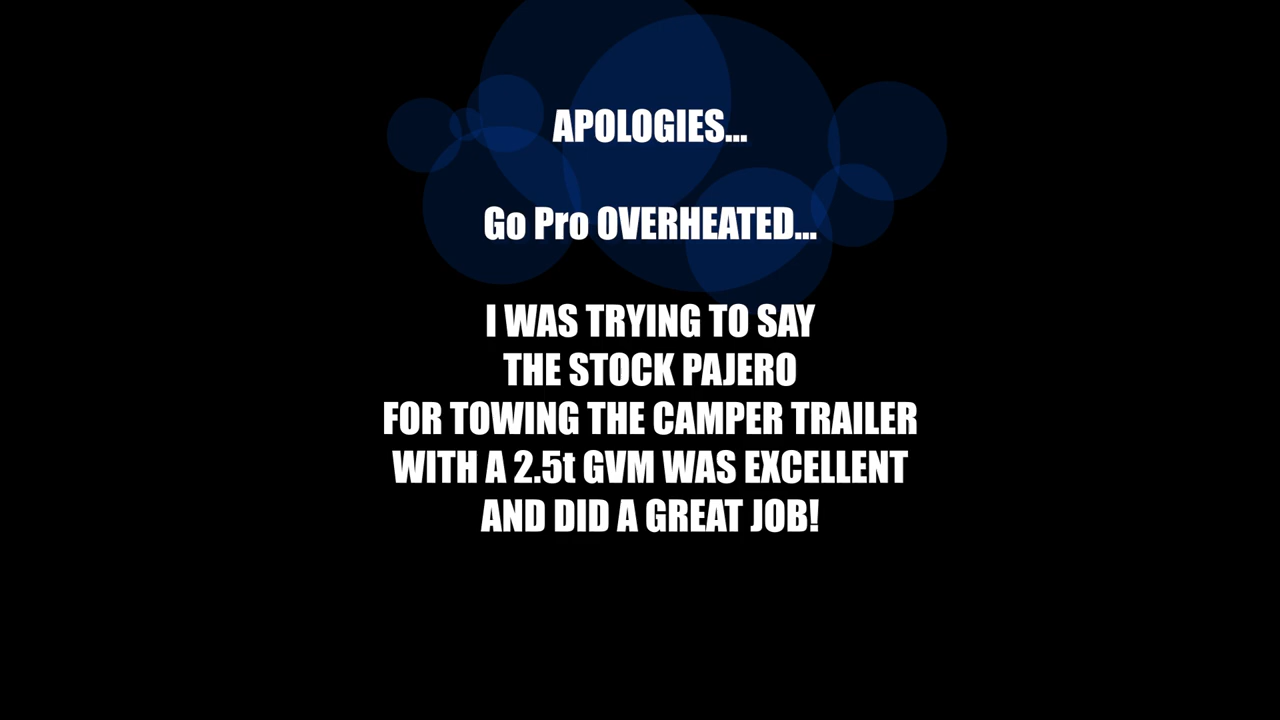 APOLOGIES...
Go Pro OVERHEATED...
I WAS TRYING TO SAY
THE STOCK PAJERO
FOR TOWING THE CAMPER TRAILER
WITH A 2.5t GVM WAS EXCELLENT
AND DID A GREAT JOB!